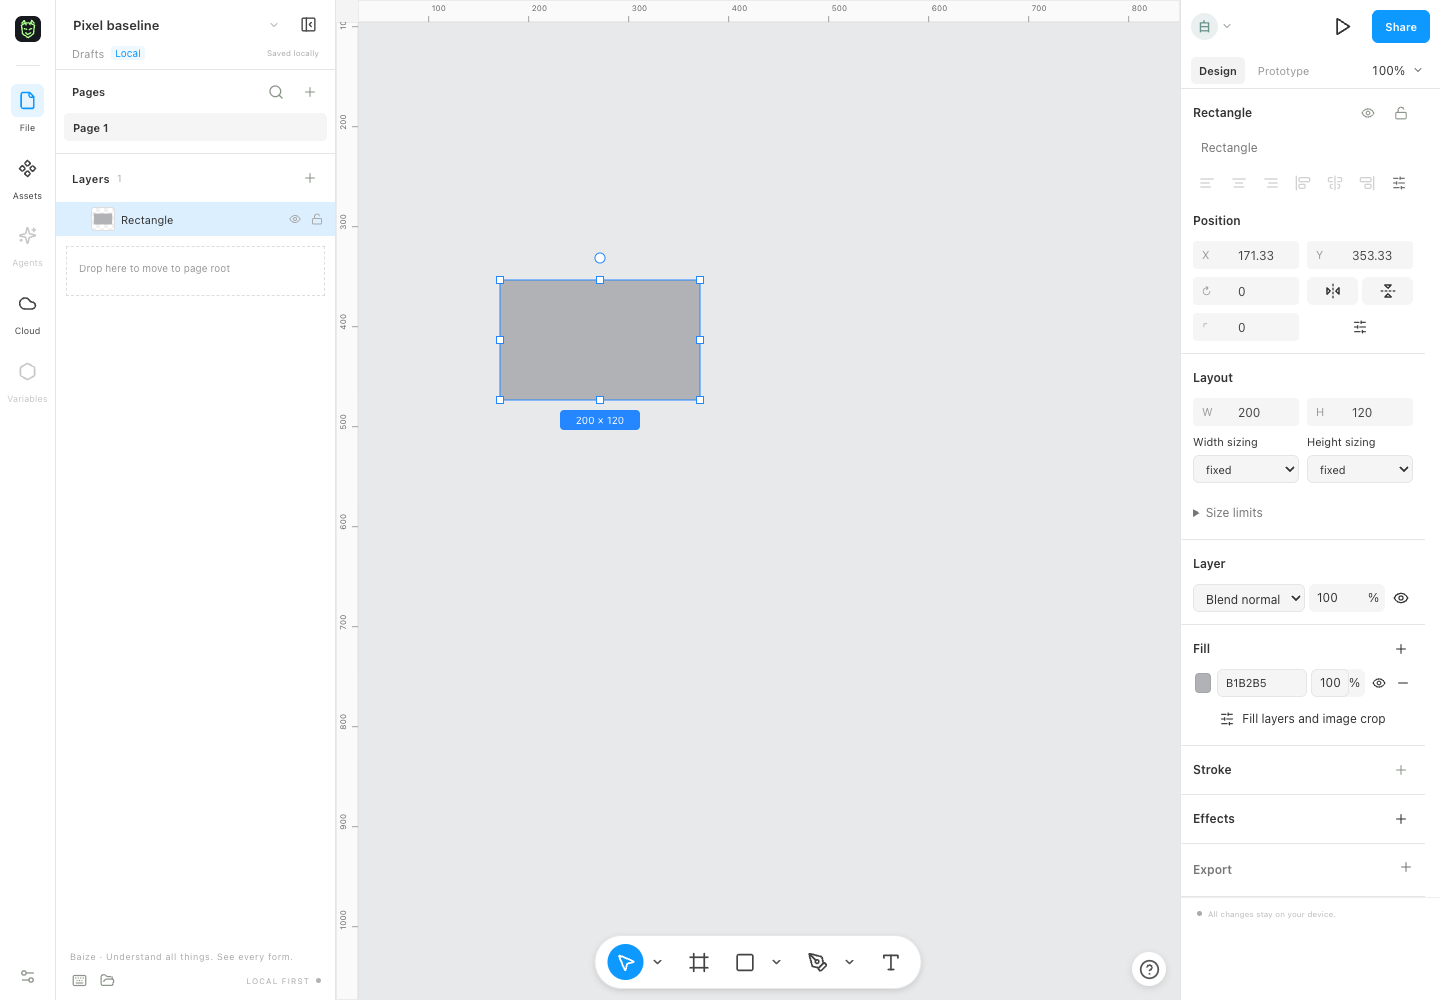 Pixel baseline
Drafts Local Saved locally
File
Assets
Agents
Cloud
Variables
Pages
Page 1
Layers 1
Rectangle
Drop here to move to page root
Baize · Understand all things. See every form.
LOCAL FIRST
100 200 300 400 500 600 700 800
200
300
400
500
600
700
800
900
1000
200 × 120
T
白
Share
Design Prototype 100%
Rectangle
Rectangle
Position
X 171.33 Y 353.33
0
0
Layout
W 200 H 120
Width sizing Height sizing
fixed fixed
Size limits
Layer
Blend normal 100 %
Fill
B1B2B5 100 %
Fill layers and image crop
Stroke
Effects
Export
All changes stay on your device.